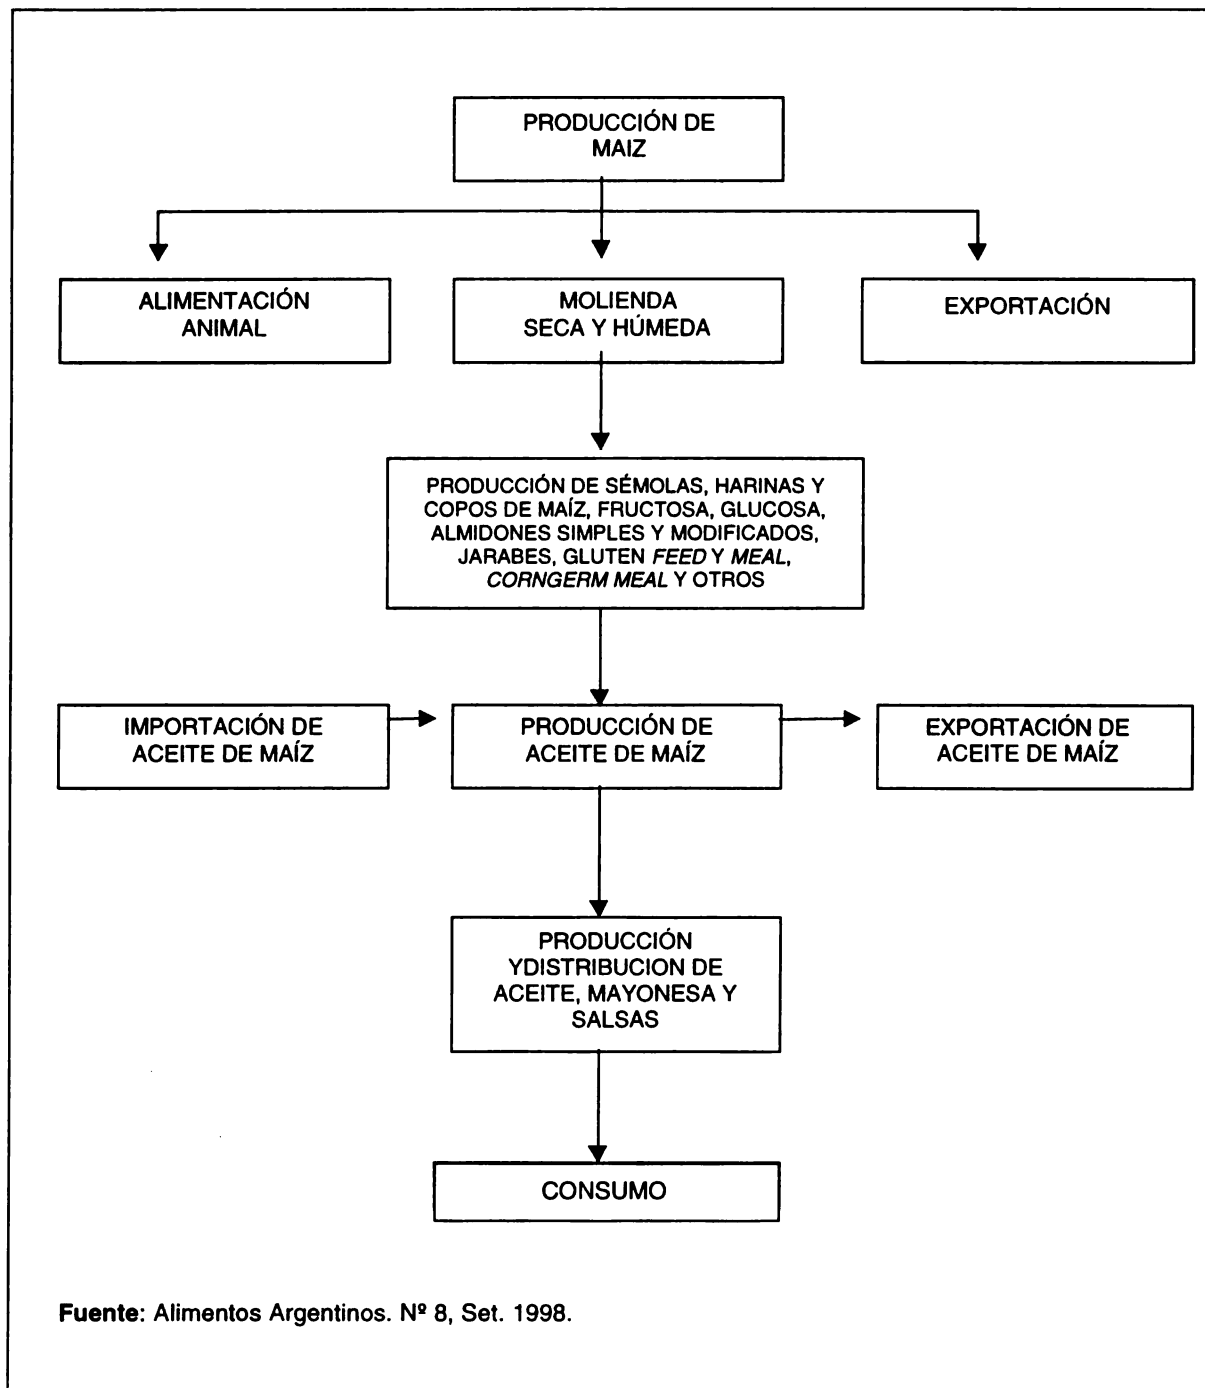 PRODUCCIÓN DE
MAIZ
ALIMENTACIÓN
ANIMAL
MOLIENDA
SECA Y HÚMEDA
EXPORTACIÓN
PRODUCCIÓN DE SÉMOLAS, HARINAS Y
COPOS DE MAÍZ, FRUCTOSA, GLUCOSA,
ALMIDONES SIMPLES Y MODIFICADOS,
JARABES, GLUTEN FEED Y MEAL,
CORNGERM MEAL Y OTROS
IMPORTACIÓN DE
ACEITE DE MAÍZ
PRODUCCIÓN DE
ACEITE DE MAÍZ
EXPORTACIÓN DE
ACEITE DE MAÍZ
PRODUCCIÓN
YDISTRIBUCION DE
ACEITE, MAYONESA Y
SALSAS
CONSUMO
Fuente: Alimentos Argentinos. Nº 8, Set. 1998.